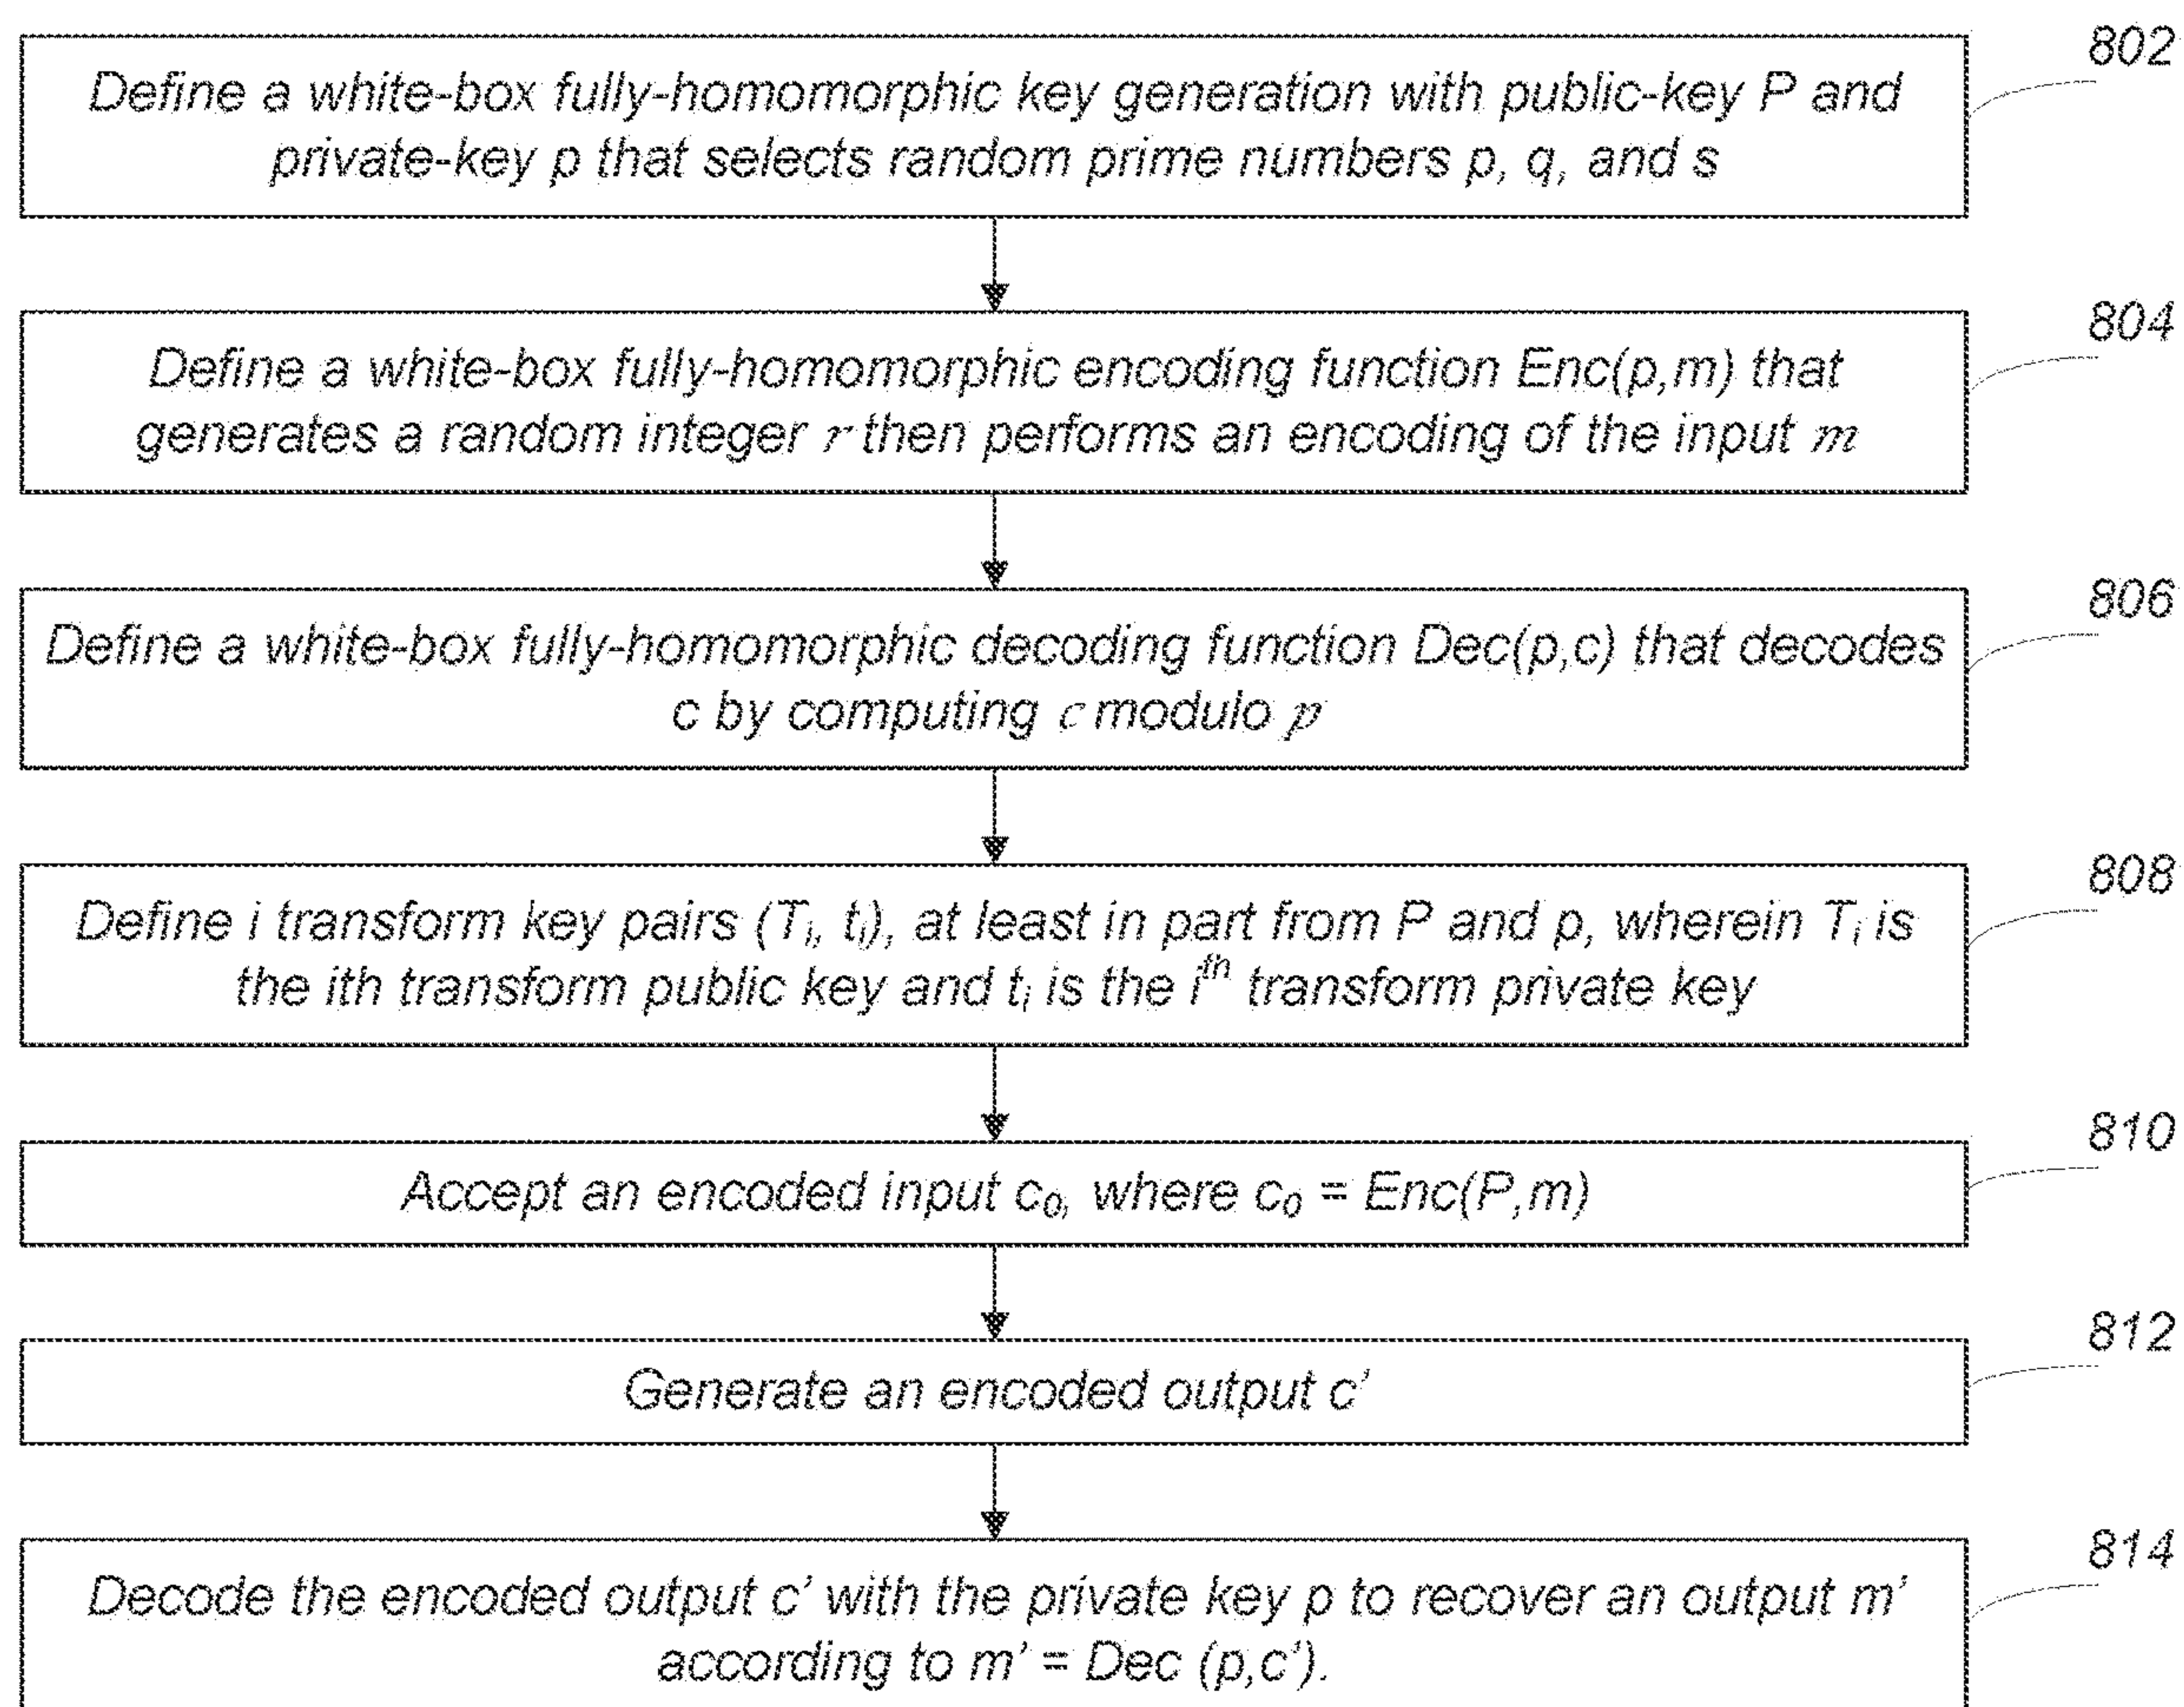 802
Define a white-box fully-homomorphic key generation with public-key P and
private-key p that selects random prime numbers p, q, and s
804
Define a white-box fully-homomorphic encoding function Enc(p,m) that
generates a random integer r then performs an encoding of the input m
806
Define a white-box fully-homomorphic decoding function Dec(p,c) that decodes
c by computing c modulo p
808
Define i transform key pairs (Tᵢ, tᵢ), at least in part from P and p, wherein Tᵢ is
the ith transform public key and tᵢ is the iᵗʰ transform private key
810
Accept an encoded input c₀, where c₀ = Enc(P,m)
812
Generate an encoded output c'
814
Decode the encoded output c' with the private key p to recover an output m'
according to m' = Dec (p,c').